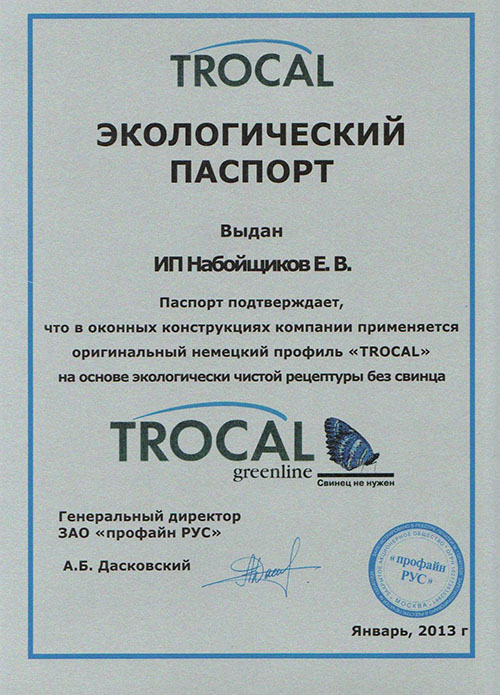 TROCAL
ЭКОЛОГИЧЕСКИЙ
ПАСПОРТ
Выдан
ИП Набойщиков Е. В.
Паспорт подтверждает,
что в оконных конструкциях компании применяется
оригинальный немецкий профиль «TROCAL»
на основе экологически чистой рецептуры без свинца
TROCAL
greenline
Свинец не нужен
Генеральный директор
ЗАО «профайн РУС»
А.Б. Дасковский
«профайн
РУС»
МОСКВА
Январь, 2013 г